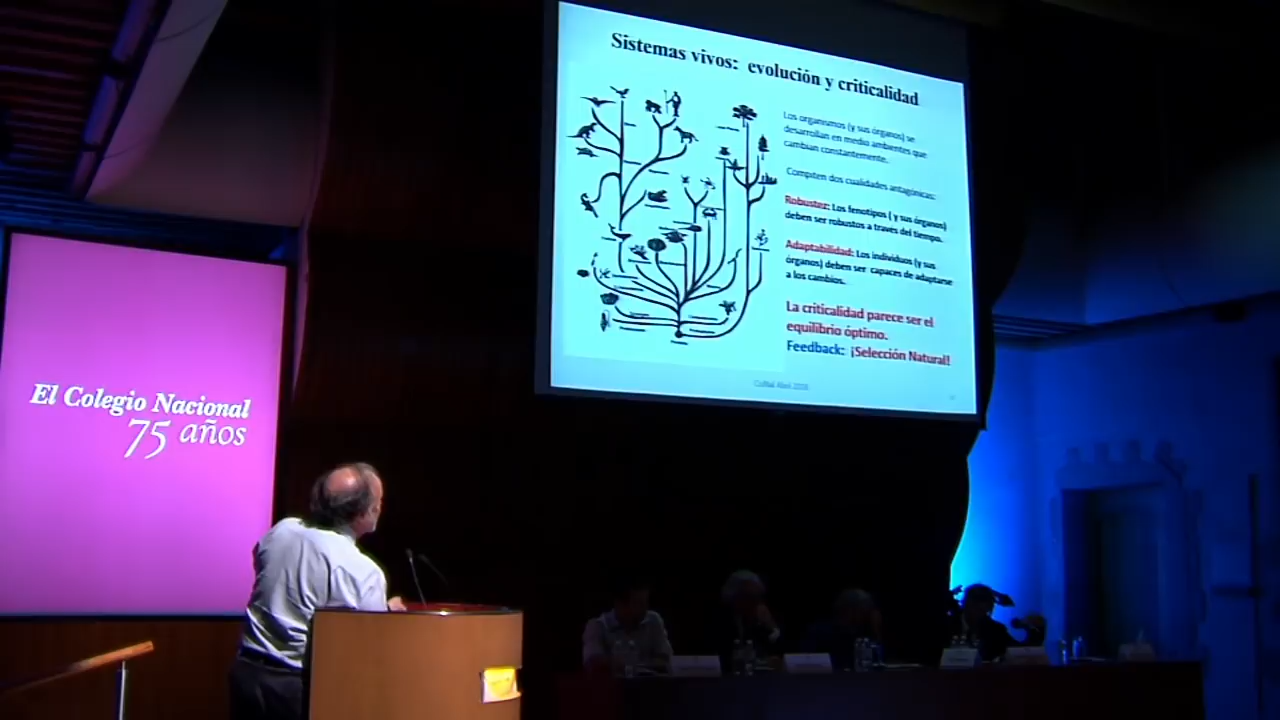 Sistemas vivos: evolución y criticalidad
Los organismos (y sus órganos) se
desarrollan en medio ambientes que
cambian constantemente.
Compiten dos cualidades antagónicas:
Robustez: Los fenotipos ( y sus órganos)
deben ser robustos a través del tiempo.
Adaptabilidad: Los individuos (y sus
órganos) deben ser capaces de adaptarse
a los cambios.
La criticalidad parece ser el
equilibrio óptimo.
Feedback: ¡Selección Natural!
El Colegio Nacional
75 años